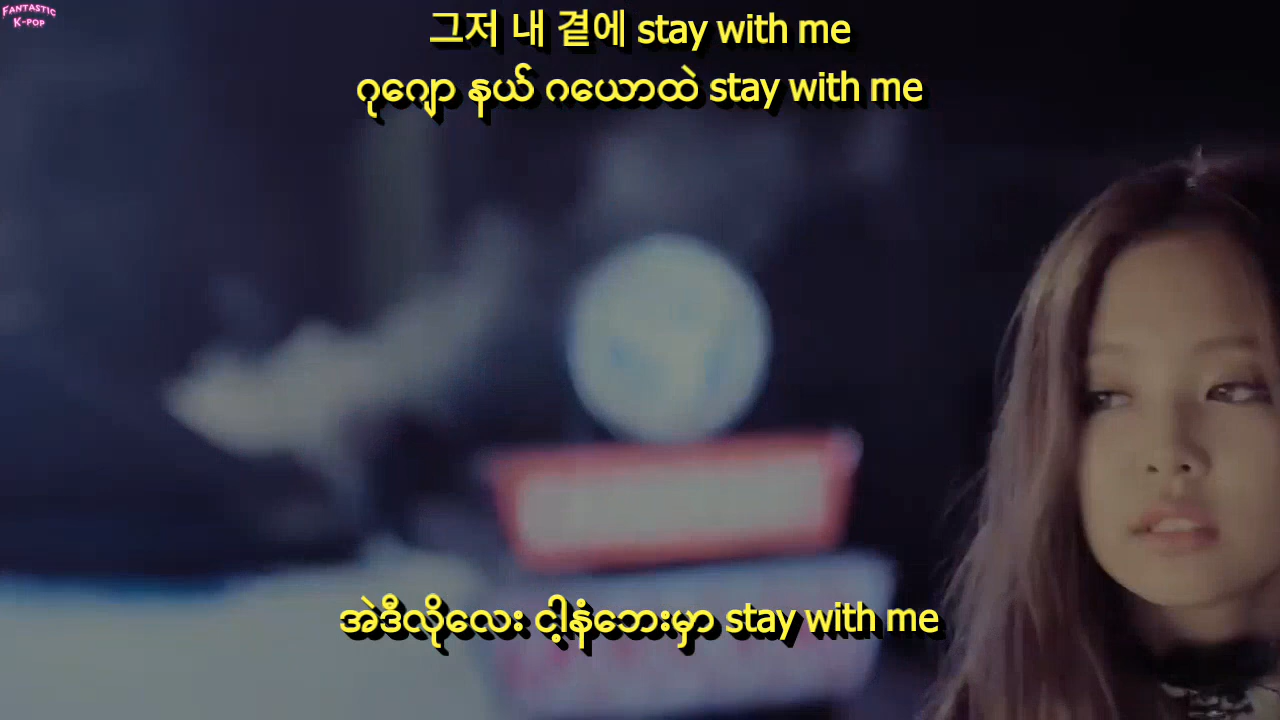 FANTASTIC
K-POP
그저 내 곁에 stay with me
ဂုဂျော နယ် ဂယောထဲ stay with me
အဲဒီလိုလေး ငါ့နံဘေးမှာ stay with me